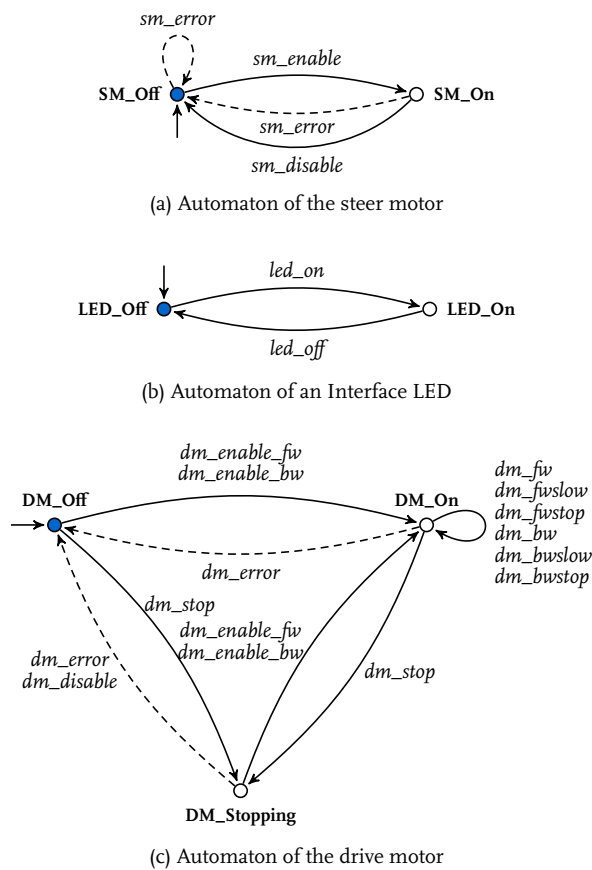 sm_error
sm_enable
SM_Off
SM_On
sm_error
sm_disable
(a) Automaton of the steer motor
led_on
LED_Off
LED_On
led_off
(b) Automaton of an Interface LED
dm_enable_fw
dm_enable_bw
DM_Off
DM_On
dm_fw
dm_fwslow
dm_fwstop
dm_bw
dm_bwslow
dm_bwstop
dm_error
dm_stop
dm_enable_fw
dm_enable_bw
dm_error
dm_disable
dm_stop
DM_Stopping
(c) Automaton of the drive motor